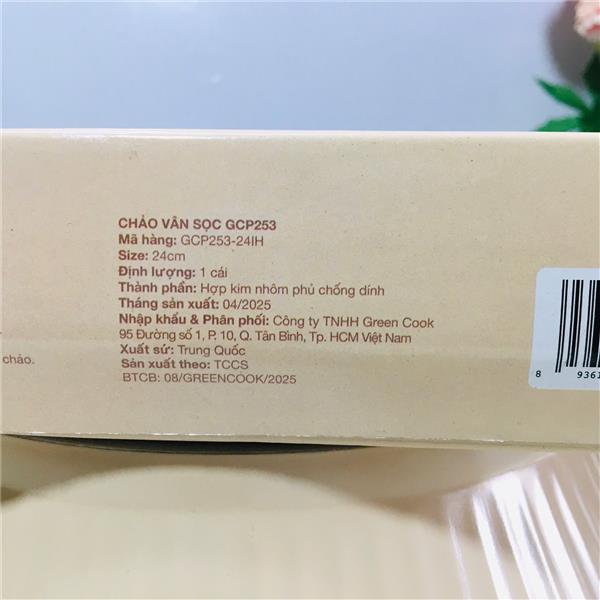 CHẢO VÂN SỌC GCP253
Mã hàng: GCP253-24IH
Size: 24cm
Định lượng: 1 cái
Thành phần: Hợp kim nhôm phủ chống dính
Tháng sản xuất: 04/2025
Nhập khẩu & Phân phối: Công ty TNHH Green Cook
95 Đường số 1, P. 10, Q. Tân Bình, Tp. HCM Việt Nam
Xuất sứ: Trung Quốc
Sản xuất theo: TCCS
BTCB: 08/GREENCOOK/2025
chảo.
8 9361